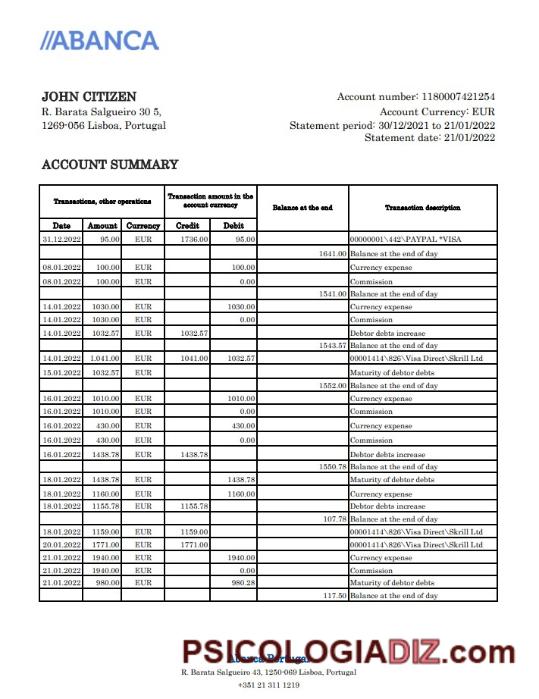 //ABANCA
JOHN CITIZEN
R. Barata Salgueiro 30 5,
1269-056 Lisboa, Portugal
Account number: 1180007421254
Account Currency: EUR
Statement period: 30/12/2021 to 21/01/2022
Statement date: 21/01/2022
ACCOUNT SUMMARY
Transactions, other operations Transaction amount in the account currency Balance at the end Transaction description
Date Amount Currency Credit Debit
31.12.2022 95.00 EUR 1736.00 95.00 00000001\442\PAYPAL *VISA
1641.00 Balance at the end of day
08.01.2022 100.00 EUR 100.00 Currency expense
08.01.2022 100.00 EUR 0.00 Commission
1541.00 Balance at the end of day
14.01.2022 1030.00 EUR 1030.00 Currency expense
14.01.2022 1030.00 EUR 0.00 Commission
14.01.2022 1032.57 EUR 1032.57 Debtor debts increase
1543.57 Balance at the end of day
14.01.2022 1.041.00 EUR 1041.00 1032.57 00001414\826\Visa Direct\Skrill Ltd
15.01.2022 1032.57 EUR Maturity of debtor debts
1552.00 Balance at the end of day
16.01.2022 1010.00 EUR 1010.00 Currency expense
16.01.2022 1010.00 EUR 0.00 Commission
16.01.2022 430.00 EUR 430.00 Currency expense
16.01.2022 430.00 EUR 0.00 Commission
16.01.2022 1438.78 EUR 1438.78 Debtor debts increase
1550.78 Balance at the end of day
18.01.2022 1438.78 EUR 1438.78 Maturity of debtor debts
18.01.2022 1160.00 EUR 1160.00 Currency expense
18.01.2022 1155.78 EUR 1155.78 Debtor debts increase
107.78 Balance at the end of day
18.01.2022 1159.00 EUR 1159.00 00001414\826\Visa Direct\Skrill Ltd
20.01.2022 1771.00 EUR 1771.00 00001414\826\Visa Direct\Skrill Ltd
21.01.2022 1940.00 EUR 1940.00 Currency expense
21.01.2022 1940.00 EUR 0.00 Commission
21.01.2022 980.00 EUR 980.28 Maturity of debtor debts
117.50 Balance at the end of day
PSICOLOGIADIZ.com
Abanca Portugal
R. Barata Salgueiro 43, 1250-069 Lisboa, Portugal
+351 21 311 1219